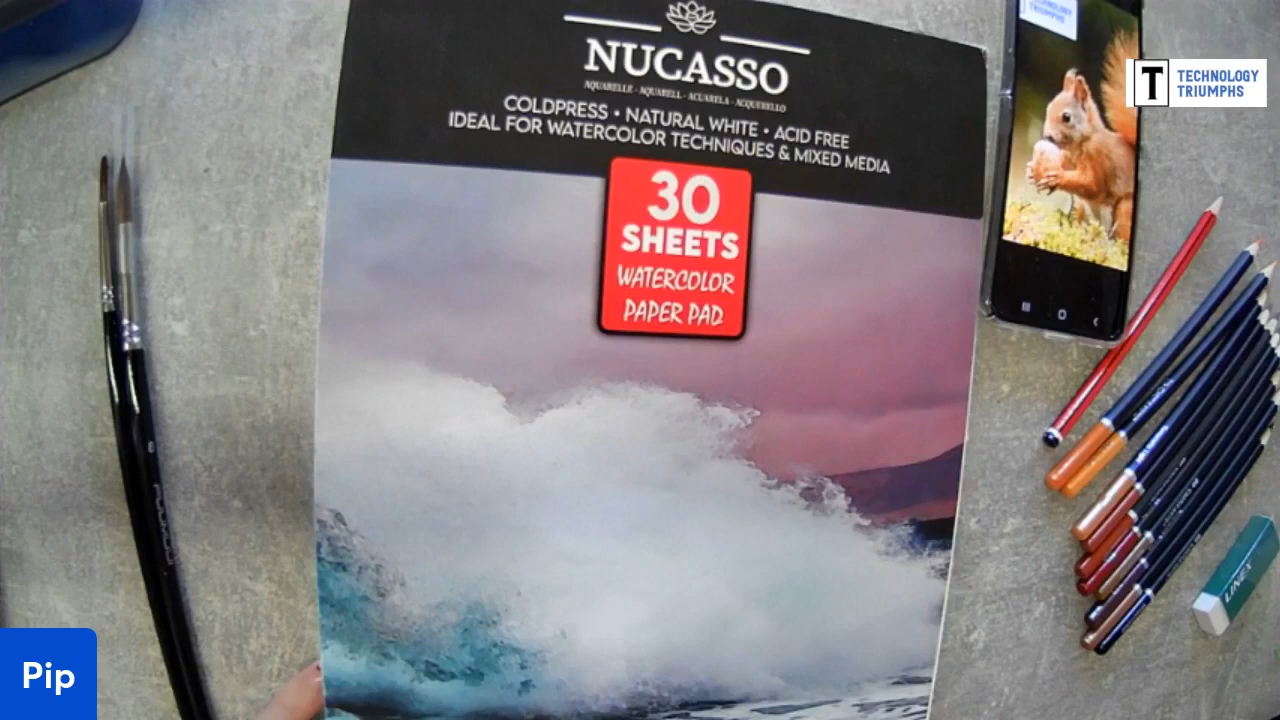 NUCASSO
AQUARELLE - AQUARELL - ACUARELA - ACQUERELLO
COLDPRESS • NATURAL WHITE • ACID FREE
IDEAL FOR WATERCOLOR TECHNIQUES & MIXED MEDIA
30
SHEETS
WATERCOLOR
PAPER PAD
TECHNOLOGY
TRIUMPHS
T
TECHNOLOGY
TRIUMPHS
LINEX
Pip